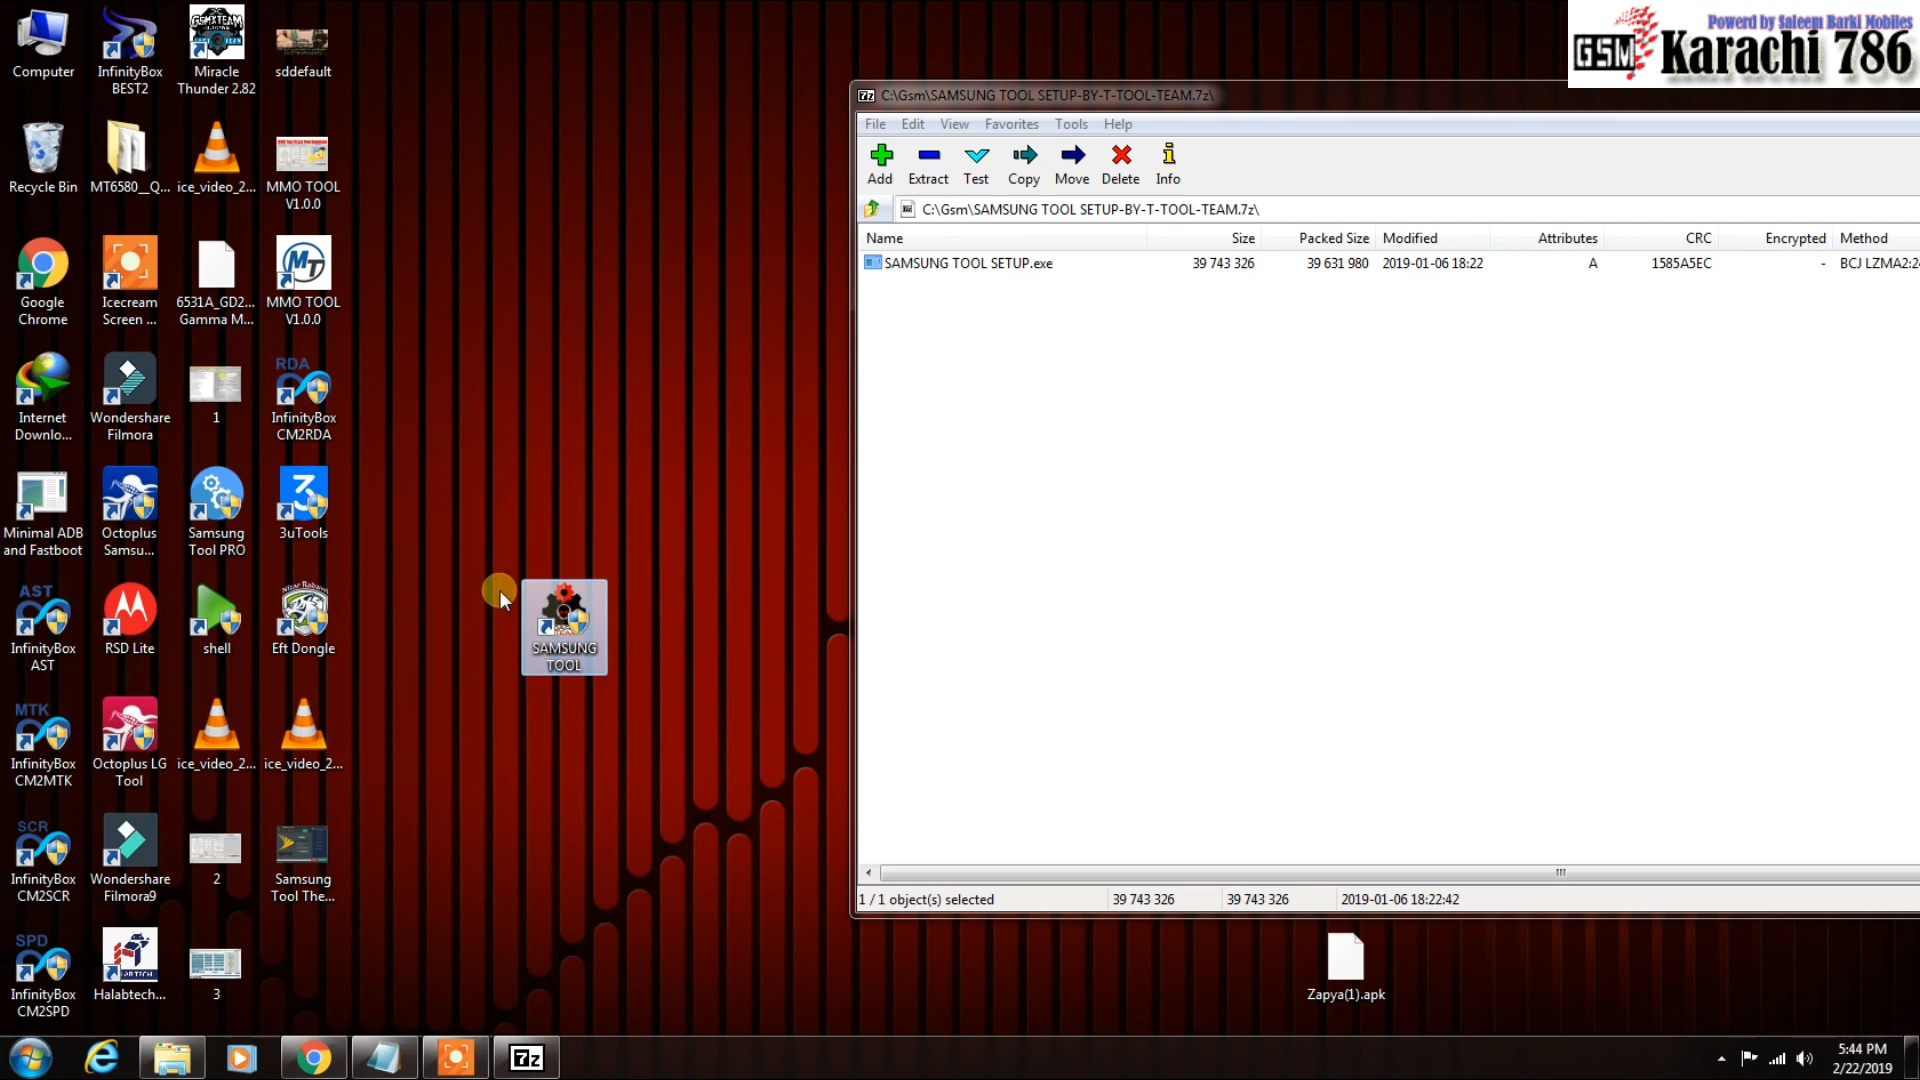 Computer
InfinityBox
BEST2
GSMXTEAM
Miracle
Thunder 2.82
sddefault
Recycle Bin
MT6580__Q...
ice_video_2...
MMO TOOL
V1.0.0
Google
Chrome
Icecream
Screen ...
6531A_GD2...
Gamma M...
MT
MMO TOOL
V1.0.0
Internet
Downlo...
Wondershare
Filmora
1
RDA
InfinityBox
CM2RDA
Minimal ADB
and Fastboot
Octoplus
Samsu...
Samsung
Tool PRO
3uTools
AST
InfinityBox
AST
RSD Lite
shell
Eft Dongle
MTK
InfinityBox
CM2MTK
Octoplus LG
Tool
ice_video_2...
ice_video_2...
SCR
InfinityBox
CM2SCR
Wondershare
Filmora9
2
Samsung
Tool The...
SPD
InfinityBox
CM2SPD
Halabtech...
3
SAMSUNG
TOOL
Powerd by Saleem Barki Mobiles
GSM Karachi 786
7z C:\Gsm\SAMSUNG TOOL SETUP-BY-T-TOOL-TEAM.7z\
File Edit View Favorites Tools Help
Add Extract Test Copy Move Delete Info
C:\Gsm\SAMSUNG TOOL SETUP-BY-T-TOOL-TEAM.7z\
Name Size Packed Size Modified Attributes CRC Encrypted Method
SAMSUNG TOOL SETUP.exe 39 743 326 39 631 980 2019-01-06 18:22 A 1585A5EC - BCJ LZMA2:2
1 / 1 object(s) selected 39 743 326 39 743 326 2019-01-06 18:22:42
Zapya(1).apk
7z
5:44 PM
2/22/2019